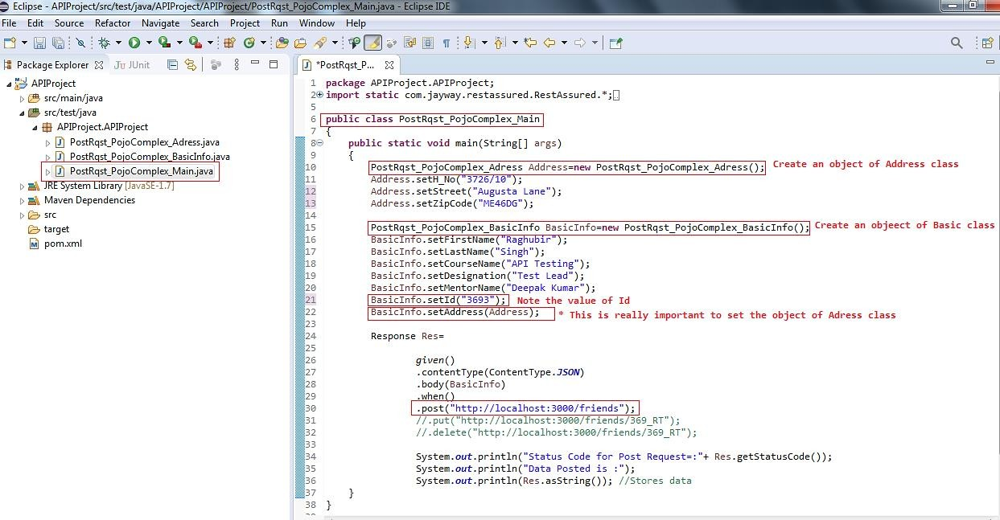 Eclipse - APIProject/src/test/java/APIProject/APIProject/PostRqst_PojoComplex_Main.java - Eclipse IDE
File Edit Source Refactor Navigate Search Project Run Window Help
Package Explorer JUnit
APIProject
src/main/java
src/test/java
APIProject.APIProject
PostRqst_PojoComplex_Adress.java
PostRqst_PojoComplex_BasicInfo.java
PostRqst_PojoComplex_Main.java
JRE System Library [JavaSE-1.7]
Maven Dependencies
src
target
pom.xml
*PostRqst_P...
1 package APIProject.APIProject;
2 import static com.jayway.restassured.RestAssured.*;
5
6 public class PostRqst_PojoComplex_Main
7 {
8 public static void main(String[] args)
9 {
10 PostRqst_PojoComplex_Adress Address=new PostRqst_PojoComplex_Adress(); Create an object of Address class
11 Address.setH_No("3726/10");
12 Address.setStreet("Augusta Lane");
13 Address.setZipCode("ME46DG");
14
15 PostRqst_PojoComplex_BasicInfo BasicInfo=new PostRqst_PojoComplex_BasicInfo(); Create an objeect of Basic class
16 BasicInfo.setFirstName("Raghubir");
17 BasicInfo.setLastName("Singh");
18 BasicInfo.setCourseName("API Testing");
19 BasicInfo.setDesignation("Test Lead");
20 BasicInfo.setMentorName("Deepak Kumar");
21 BasicInfo.setId("3693"); Note the value of Id
22 BasicInfo.setAddress(Address); * This is really important to set the object of Adress class
23
24 Response Res=
25
26 given()
27 .contentType(ContentType.JSON)
28 .body(BasicInfo)
29 .when()
30 .post("http://localhost:3000/friends");
31 //.put("http://localhost:3000/friends/369_RT");
32 //.delete("http://localhost:3000/friends/369_RT");
33
34 System.out.println("Status Code for Post Request=:"+ Res.getStatusCode());
35 System.out.println("Data Posted is :");
36 System.out.println(Res.asString()); //Stores data
37 }
38 }